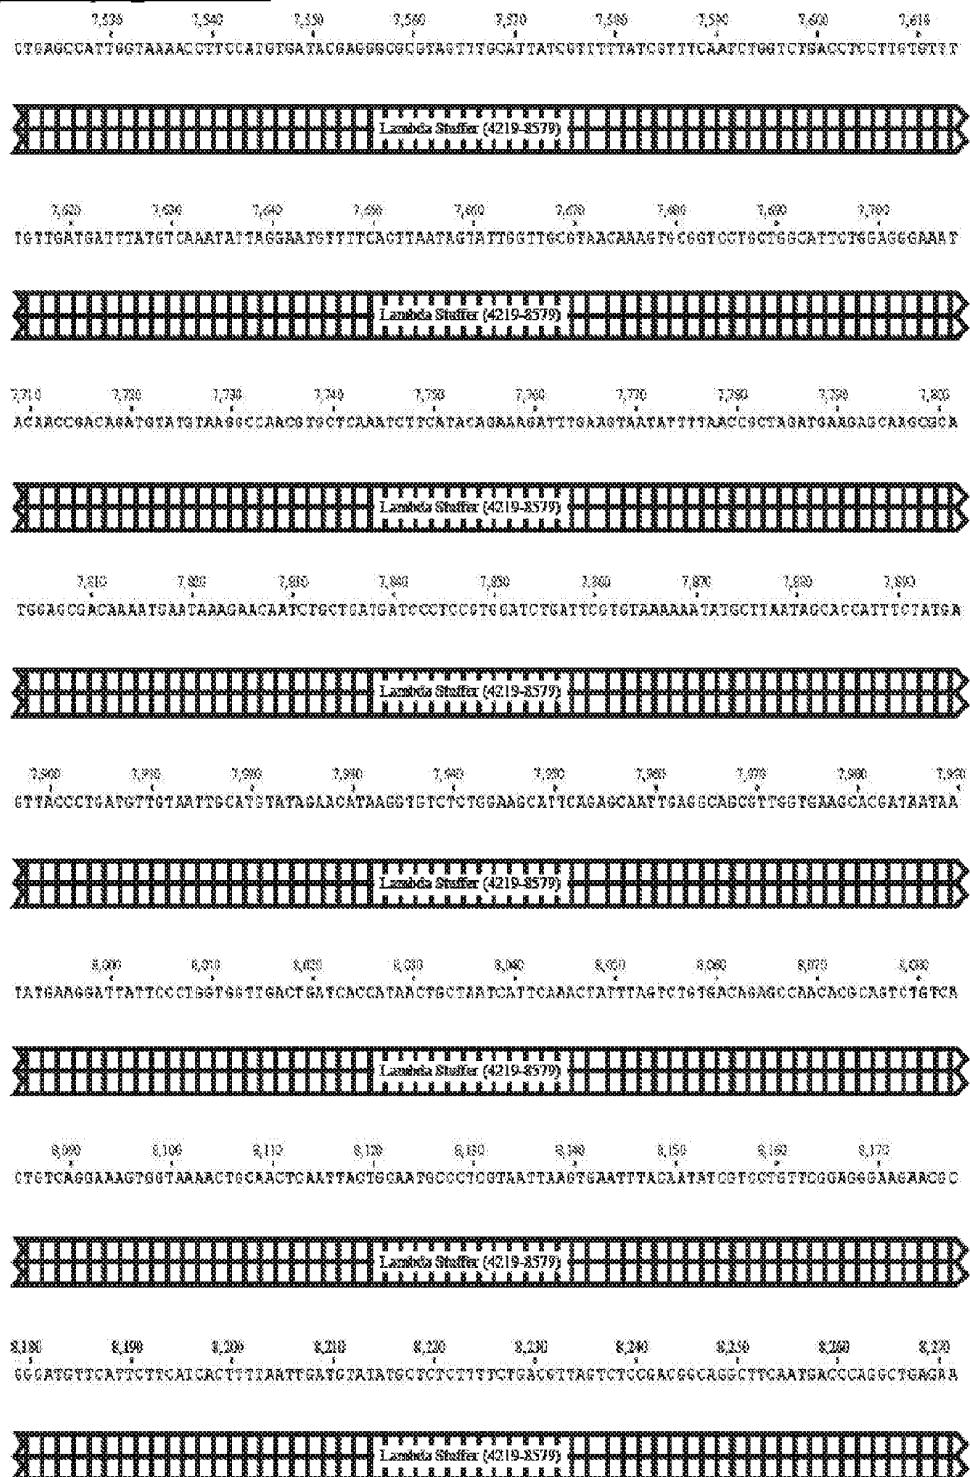 7,530 7,540 7,550 7,560 7,570 7,580 7,590 7,600 7,610
CTGAGCCATTGGTAAAACCTTCCATGTGATACGAGGGCGCGTAGTTTGCATTATCGTTTTTATCGTTTCAATCTGGTCTGACCTCCTTGTGTTT
Lambda Stuffer (4219-8579)
7,620 7,630 7,640 7,650 7,660 7,670 7,680 7,690 7,700
TGTTGATGATTTATGTCAAATATTAGGAATGTTTTCACTTAATAGTATTGGTTGCGTAACAAAGTGCGGTCCTGCTGGCATTCTGGAGGGAAAT
Lambda Stuffer (4219-8579)
7,710 7,720 7,730 7,740 7,750 7,760 7,770 7,780 7,790 7,800
ACAACCGACAGATGTATGTAAGGCCAACGTGCTCAAATCTTCATACAGAAAGATTTGAAGTAATATTTTAACCGCTAGATGAAGAGCAAGCGCA
Lambda Stuffer (4219-8579)
7,810 7,820 7,830 7,840 7,850 7,860 7,870 7,880 7,890
TGGAGCGACAAAATGAATAAAGAACAATCTGCTGATGATCCCTCCGTGGATCTGATTCGTGTAAAAAATATGCTTAATAGCACCATTTCTATGA
Lambda Stuffer (4219-8579)
7,900 7,910 7,920 7,930 7,940 7,950 7,960 7,970 7,980 7,990
GTTACCCTGATGTTGTAATTGCATGTATAGAACATAAGGTGTCTCTGGAAGCATTCAGAGCAATTGAGGCAGCGTTGGTGAAGCACGATAATAA
Lambda Stuffer (4219-8579)
8,000 8,010 8,020 8,030 8,040 8,050 8,060 8,070 8,080
TATGAAGGATTATTCCCTGGTGGTTGACTGATCACCATAACTGCTAATCATTCAAACTATTTAGTCTGTGACAGAGCCAACACGCAGTCTGTCA
Lambda Stuffer (4219-8579)
8,090 8,100 8,110 8,120 8,130 8,140 8,150 8,160 8,170
CTGTCAGGAAAGTGGTAAAACTGCAACTCAATTACTGCAATGCCCTCGTAATTAAGTGAATTTACAATATCGTCCTGTTCGGAGGGAAGAACGC
Lambda Stuffer (4219-8579)
8,180 8,190 8,200 8,210 8,220 8,230 8,240 8,250 8,260 8,270
GGGATGTTCATTCTTCATCACTTTTAATTGATGTATATGCTCTCTTTTCTGACGTTAGTCTCCGACGGCAGGCTTCAATGACCCAGGCTGAGAA
Lambda Stuffer (4219-8579)